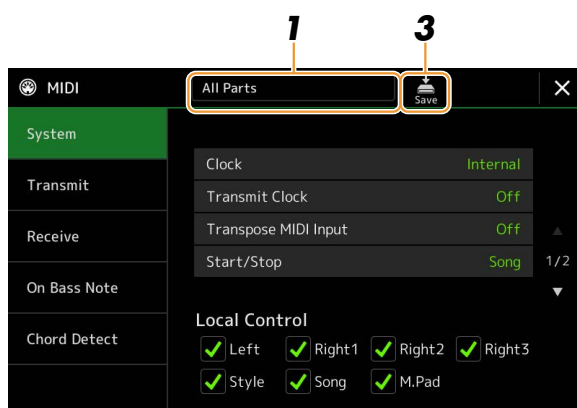 1 3
MIDI All Parts Save
System
Transmit
Receive
On Bass Note
Chord Detect
Clock Internal
Transmit Clock Off
Transpose MIDI Input Off
Start/Stop Song
1/2
Local Control
Left Right1 Right2 Right3
Style Song M.Pad